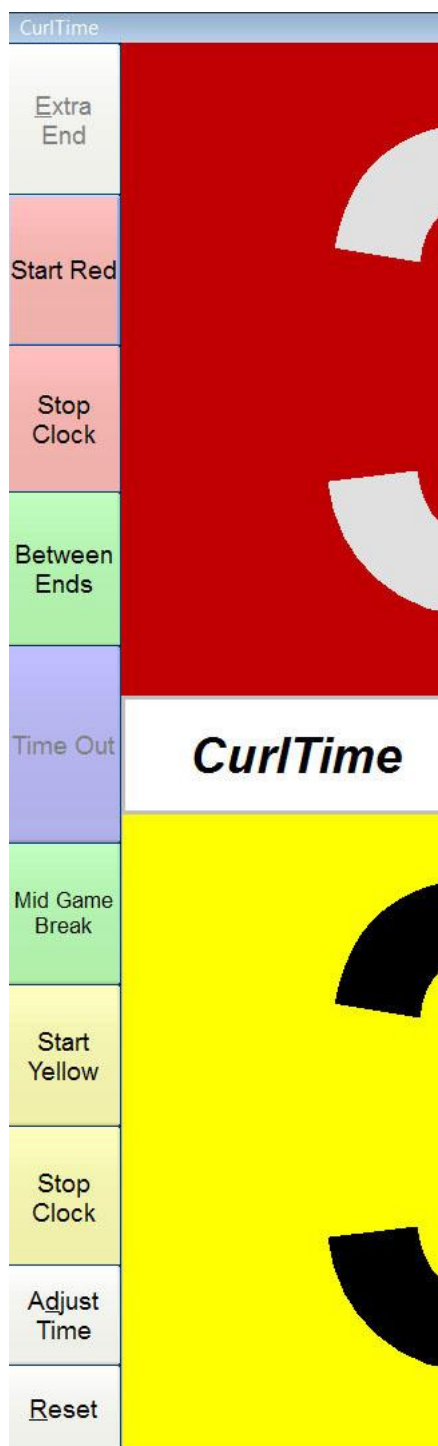 CurlTime
Extra
End
Start Red
Stop
Clock
Between
Ends
Time Out
CurlTime
Mid Game
Break
Start
Yellow
Stop
Clock
Adjust
Time
Reset